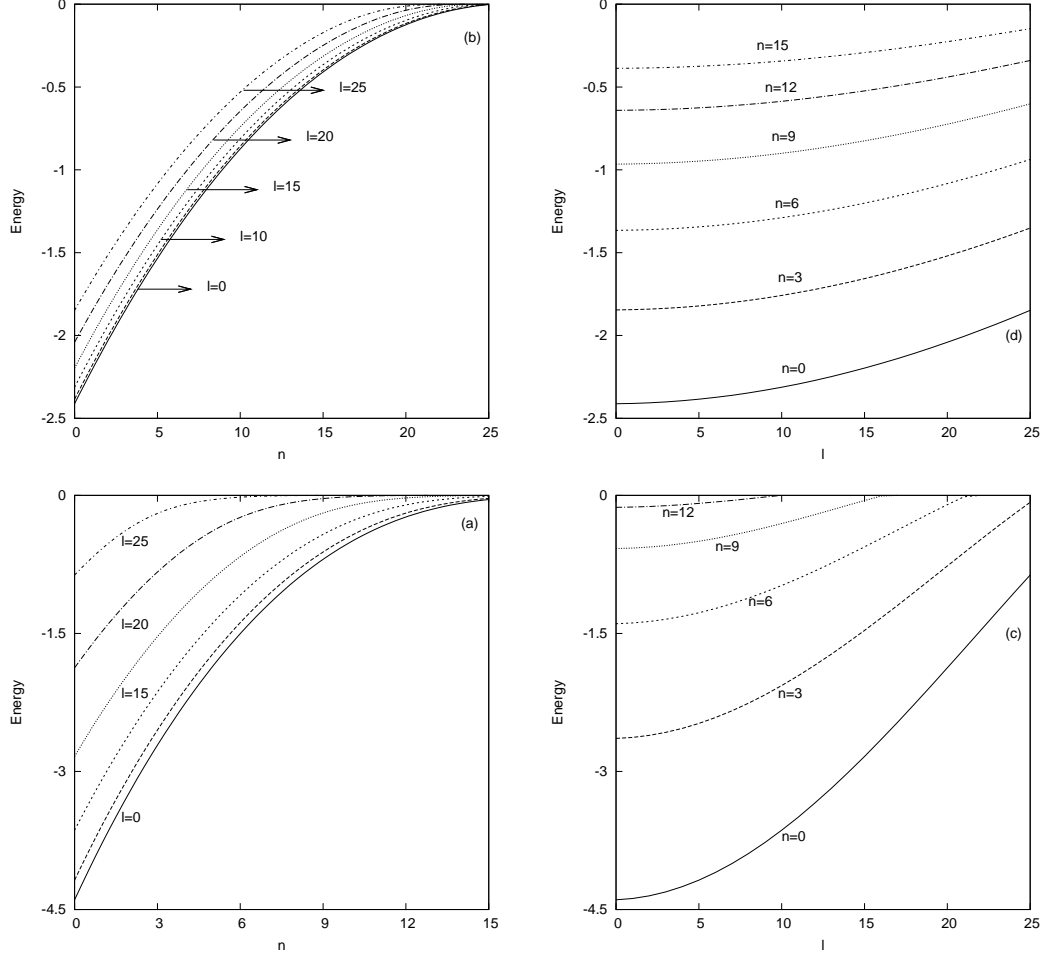 0
-0.5
-1
-1.5
-2
-2.5
0
5
10
15
20
25
Energy
n
(b)
l=25
l=20
l=15
l=10
l=0
0
-0.5
-1
-1.5
-2
-2.5
0
5
10
15
20
25
Energy
l
(d)
n=15
n=12
n=9
n=6
n=3
n=0
0
-1.5
-3
-4.5
0
3
6
9
12
15
Energy
n
(a)
l=25
l=20
l=15
l=0
0
-1.5
-3
-4.5
0
5
10
15
20
25
Energy
l
(c)
n=12
n=9
n=6
n=3
n=0